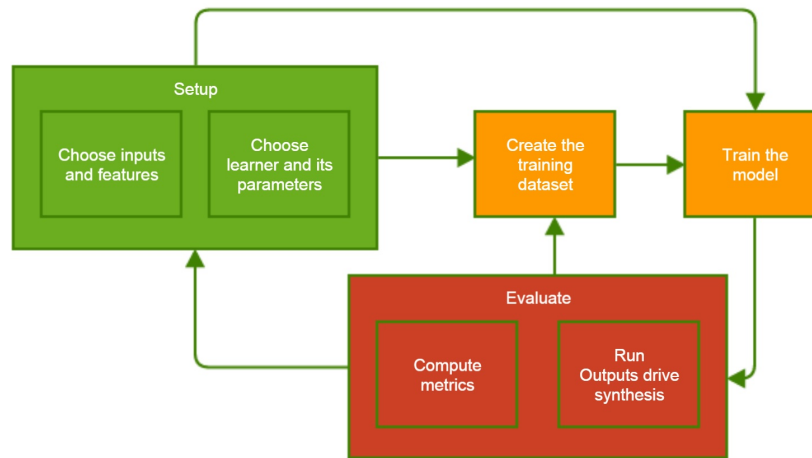 Setup
Choose inputs
and features
Choose
learner and its
parameters
Create the
training
dataset
Train the
model
Evaluate
Compute
metrics
Run
Outputs drive
synthesis